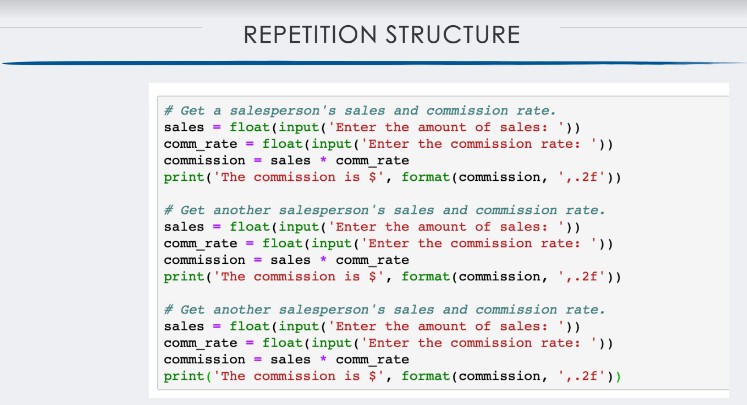 REPETITION STRUCTURE
# Get a salesperson's sales and commission rate.
sales = float(input('Enter the amount of sales: '))
comm_rate = float(input('Enter the commission rate: '))
commission = sales * comm_rate
print('The commission is $', format(commission, ',.2f'))
# Get another salesperson's sales and commission rate.
sales = float(input('Enter the amount of sales: '))
comm_rate = float(input('Enter the commission rate: '))
commission = sales * comm_rate
print('The commission is $', format(commission, ',.2f'))
# Get another salesperson's sales and commission rate.
sales = float(input('Enter the amount of sales: '))
comm_rate = float(input('Enter the commission rate: '))
commission = sales * comm_rate
print('The commission is $', format(commission, ',.2f'))